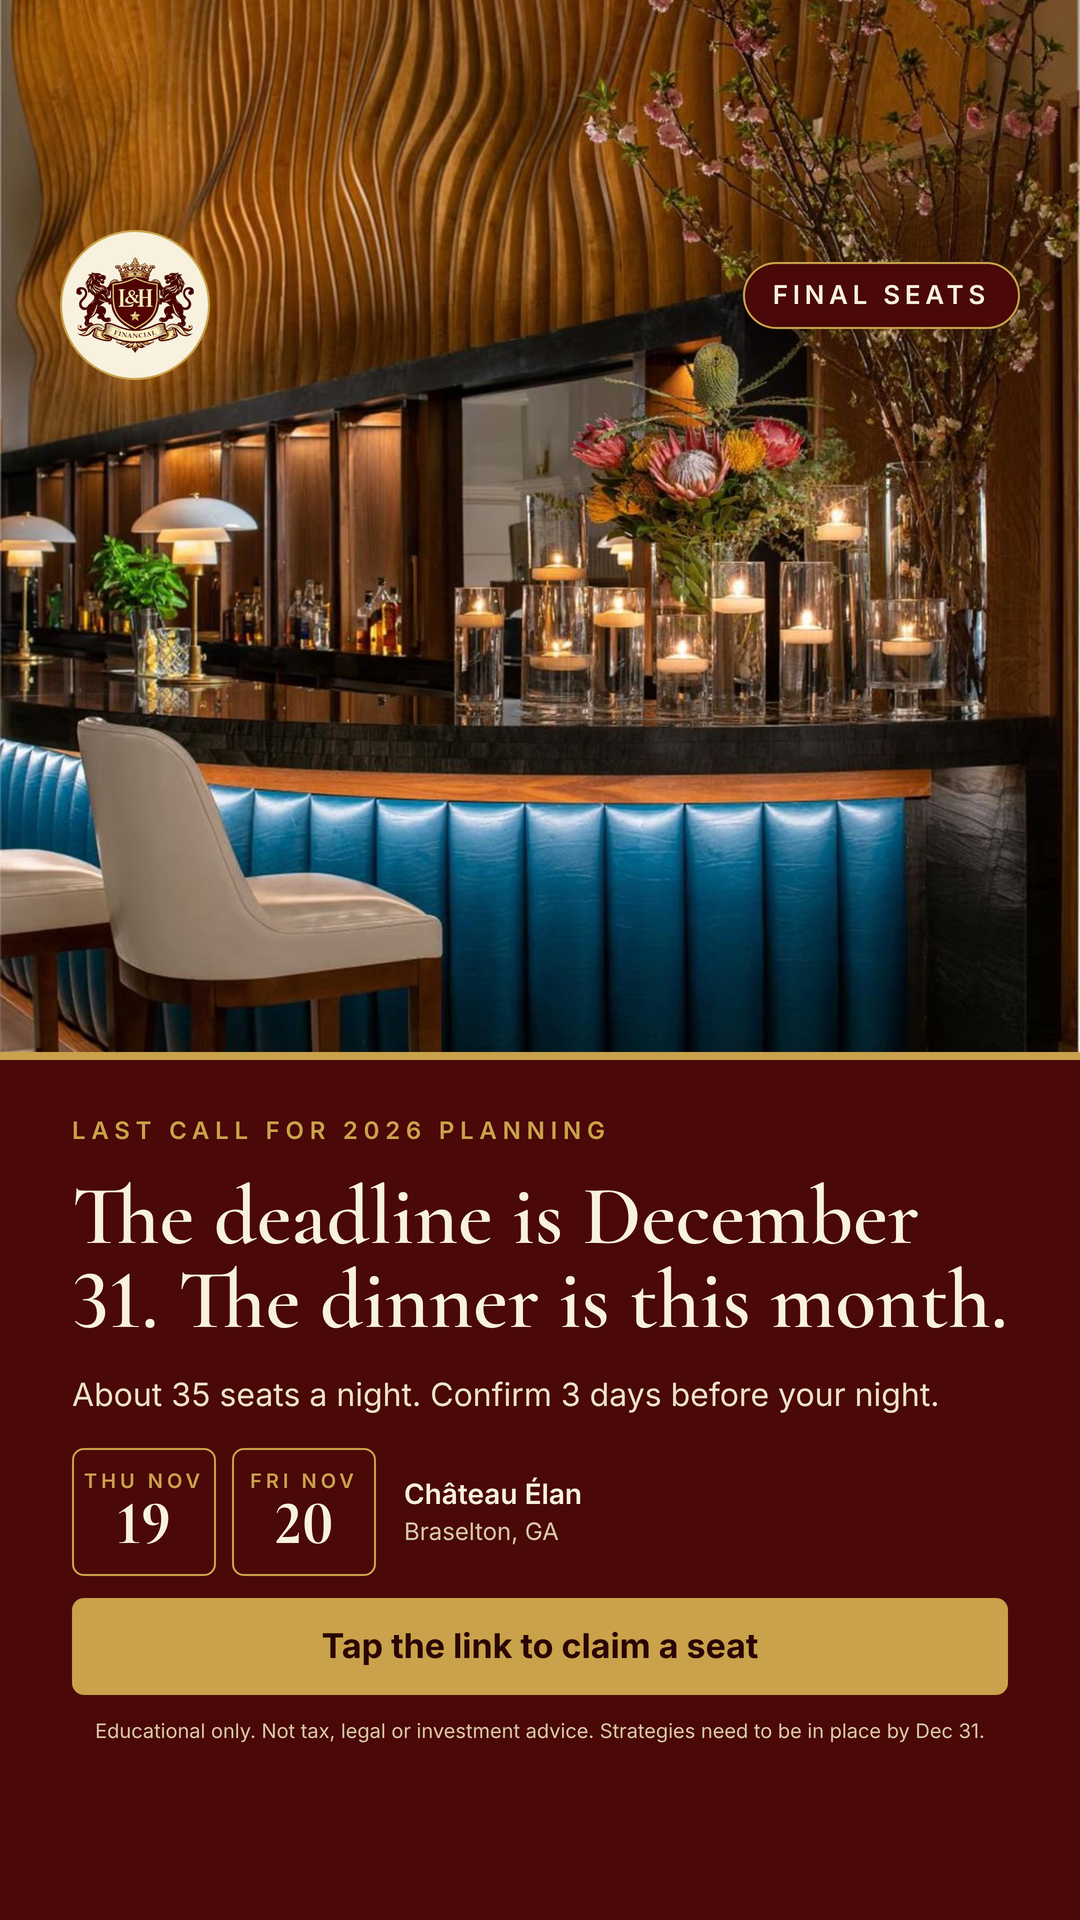 L&H
FINANCIAL
FINAL SEATS
LAST CALL FOR 2026 PLANNING
The deadline is December
31. The dinner is this month.
About 35 seats a night. Confirm 3 days before your night.
THU NOV
19
FRI NOV
20
Château Élan
Braselton, GA
Tap the link to claim a seat
Educational only. Not tax, legal or investment advice. Strategies need to be in place by Dec 31.